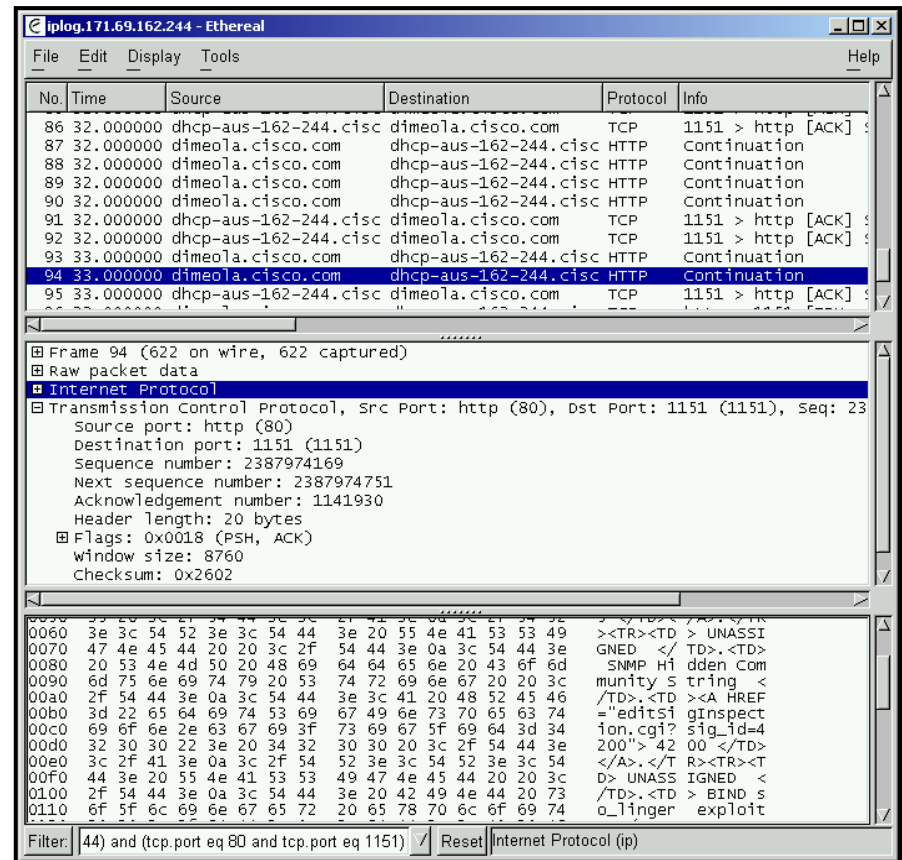 iplog.171.69.162.244 - Ethereal
File Edit Display Tools Help
No. Time Source Destination Protocol Info
86 32.000000 dhcp-aus-162-244.cisc dimeola.cisco.com TCP 1151 > http [ACK]
87 32.000000 dimeola.cisco.com dhcp-aus-162-244.cisc HTTP Continuation
88 32.000000 dimeola.cisco.com dhcp-aus-162-244.cisc HTTP Continuation
89 32.000000 dimeola.cisco.com dhcp-aus-162-244.cisc HTTP Continuation
90 32.000000 dimeola.cisco.com dhcp-aus-162-244.cisc HTTP Continuation
91 32.000000 dhcp-aus-162-244.cisc dimeola.cisco.com TCP 1151 > http [ACK]
92 32.000000 dhcp-aus-162-244.cisc dimeola.cisco.com TCP 1151 > http [ACK]
93 33.000000 dimeola.cisco.com dhcp-aus-162-244.cisc HTTP Continuation
94 33.000000 dimeola.cisco.com dhcp-aus-162-244.cisc HTTP Continuation
95 33.000000 dhcp-aus-162-244.cisc dimeola.cisco.com TCP 1151 > http [ACK]
Frame 94 (622 on wire, 622 captured)
Raw packet data
Internet Protocol
Transmission Control Protocol, Src Port: http (80), Dst Port: 1151 (1151), Seq: 23
Source port: http (80)
Destination port: 1151 (1151)
Sequence number: 2387974169
Next sequence number: 2387974751
Acknowledgement number: 1141930
Header length: 20 bytes
Flags: 0x0018 (PSH, ACK)
Window size: 8760
Checksum: 0x2602
0060 3e 3c 54 52 3e 3c 54 44 3e 20 55 4e 41 53 53 49 ><TR><TD > UNASSI
0070 47 4e 45 44 20 20 3c 2f 54 44 3e 0a 3c 54 44 3e GNED </ TD>.<TD>
0080 20 53 4e 4d 50 20 48 69 64 64 65 6e 20 43 6f 6d SNMP Hi dden Com
0090 6d 75 6e 69 74 79 20 53 74 72 69 6e 67 20 20 3c munity S tring <
00a0 2f 54 44 3e 0a 3c 54 44 3e 3c 41 20 48 52 45 46 /TD>.<TD ><A HREF
00b0 3d 22 65 64 69 74 53 69 67 49 6e 73 70 65 63 74 ="editSi gInspect
00c0 69 6f 6e 2e 63 67 69 3f 73 69 67 5f 69 64 3d 34 ion.cgi? sig_id=4
00d0 32 30 30 22 3e 20 34 32 30 30 20 3c 2f 54 44 3e 200"> 42 00 </TD>
00e0 3c 2f 41 3e 0a 3c 2f 54 52 3e 3c 54 52 3e 3c 54 </A>.</T R><TR><T
00f0 44 3e 20 55 4e 41 53 53 49 47 4e 45 44 20 20 3c D> UNASS IGNED <
0100 2f 54 44 3e 0a 3c 54 44 3e 20 42 49 4e 44 20 73 /TD>.<TD > BIND s
0110 6f 5f 6c 69 6e 67 65 72 20 65 78 70 6c 6f 69 74 o_linger exploit
Filter: 44) and (tcp.port eq 80 and tcp.port eq 1151) Reset Internet Protocol (ip)